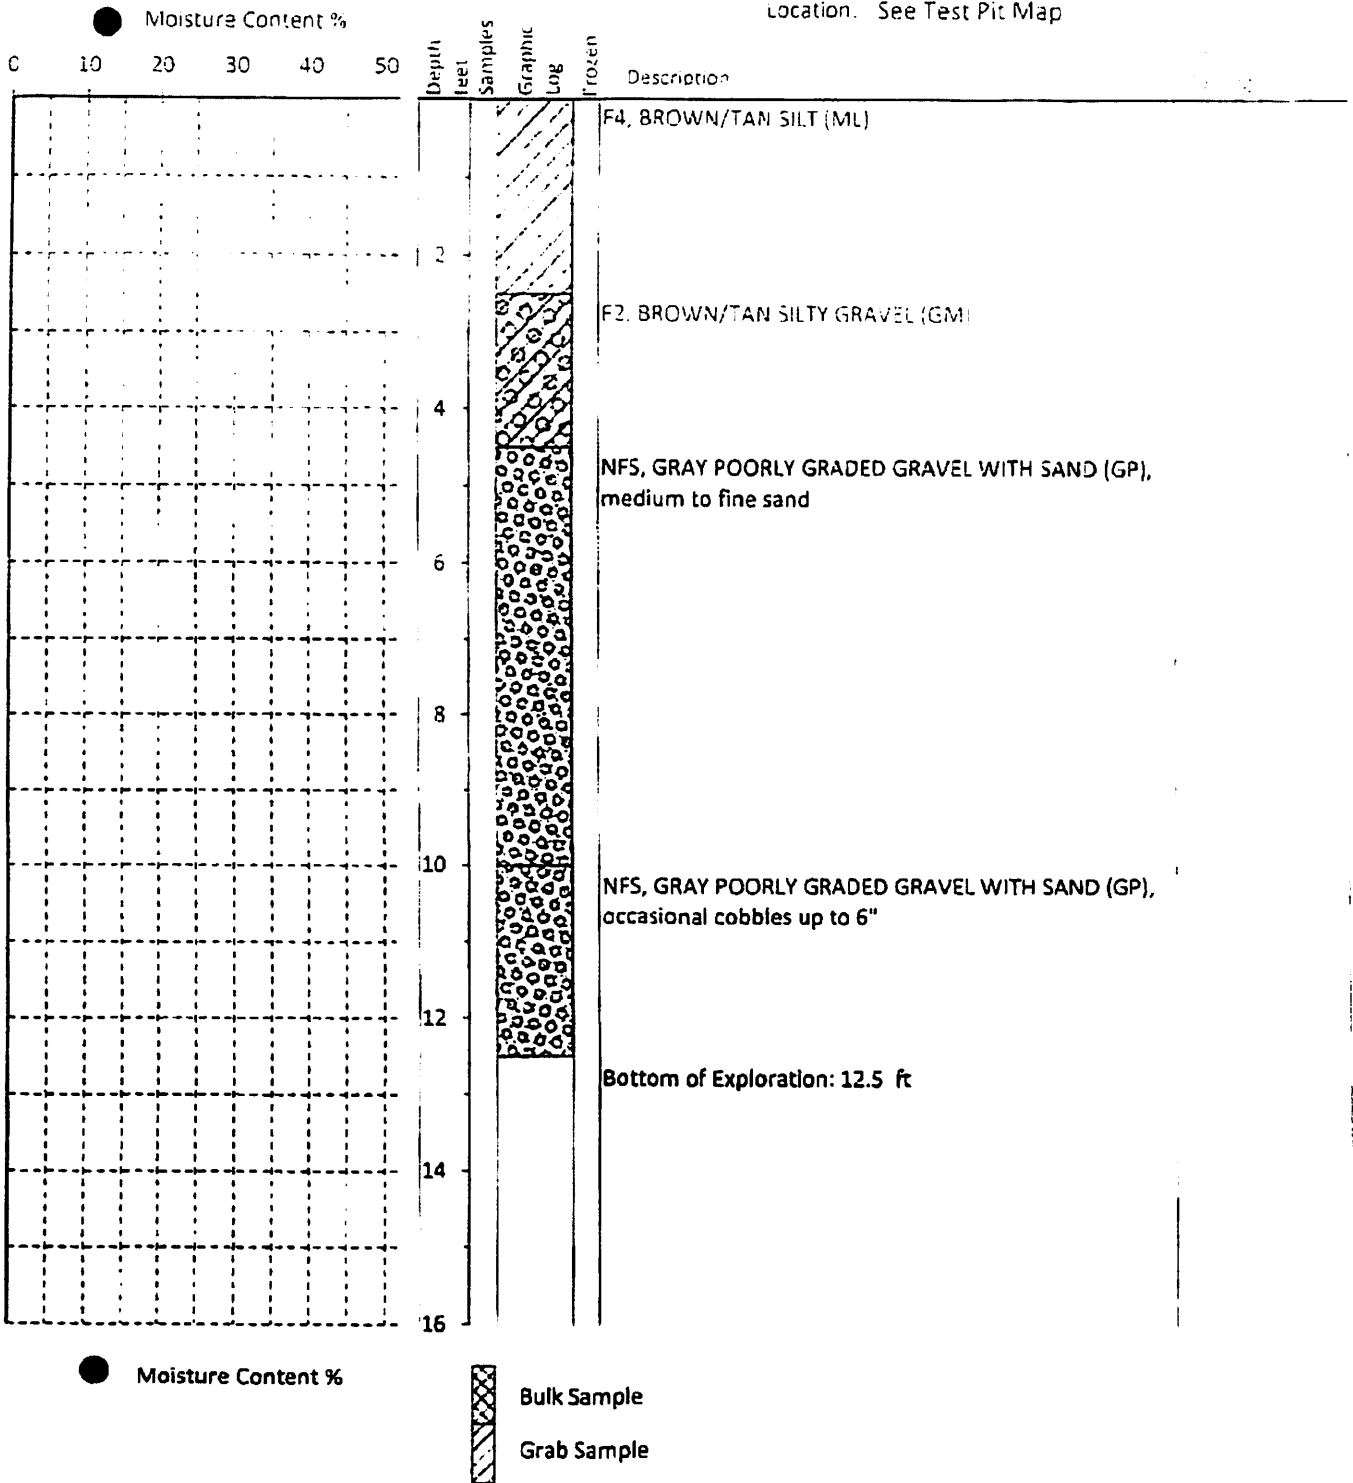 Moisture Content %
Location. See Test Pit Map
0 10 20 30 40 50
Depth feet
Samples
Graphic Log
Frozen
Description
F4, BROWN/TAN SILT (ML)
2
F2, BROWN/TAN SILTY GRAVEL (GM)
4
NFS, GRAY POORLY GRADED GRAVEL WITH SAND (GP),
medium to fine sand
6
8
10
NFS, GRAY POORLY GRADED GRAVEL WITH SAND (GP),
occasional cobbles up to 6"
12
Bottom of Exploration: 12.5 ft
14
16
Moisture Content %
Bulk Sample
Grab Sample